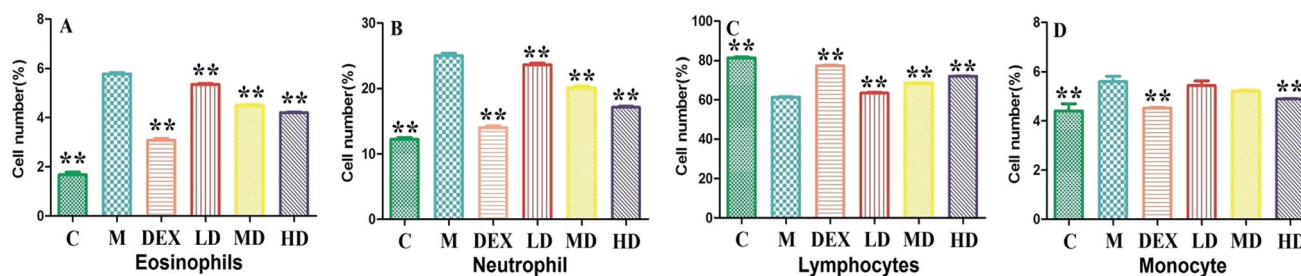 A
Cell number(%)
8
6
4
2
0
**
**
**
**
**
C M DEX LD MD HD
Eosinophils
B
Cell number(%)
30
20
10
0
**
**
**
**
**
C M DEX LD MD HD
Neutrophil
C
Cell number(%)
100
80
60
40
20
0
**
**
**
**
**
C M DEX LD MD HD
Lymphocytes
D
Cell number(%)
8
6
4
2
0
**
**
**
C M DEX LD MD HD
Monocyte